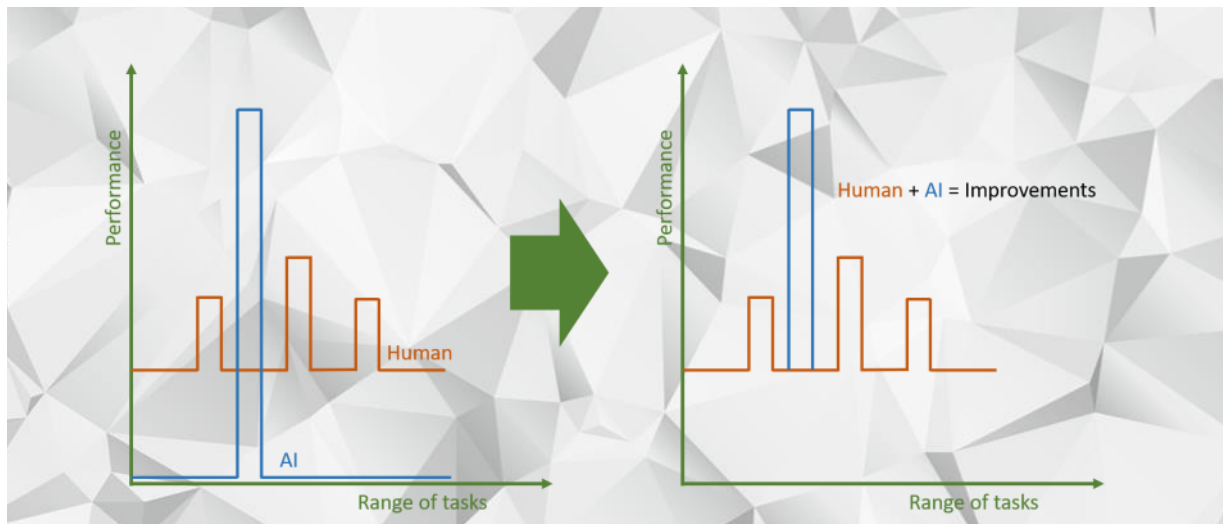 Performance
Human
AI
Range of tasks
Performance
Human + AI = Improvements
Range of tasks